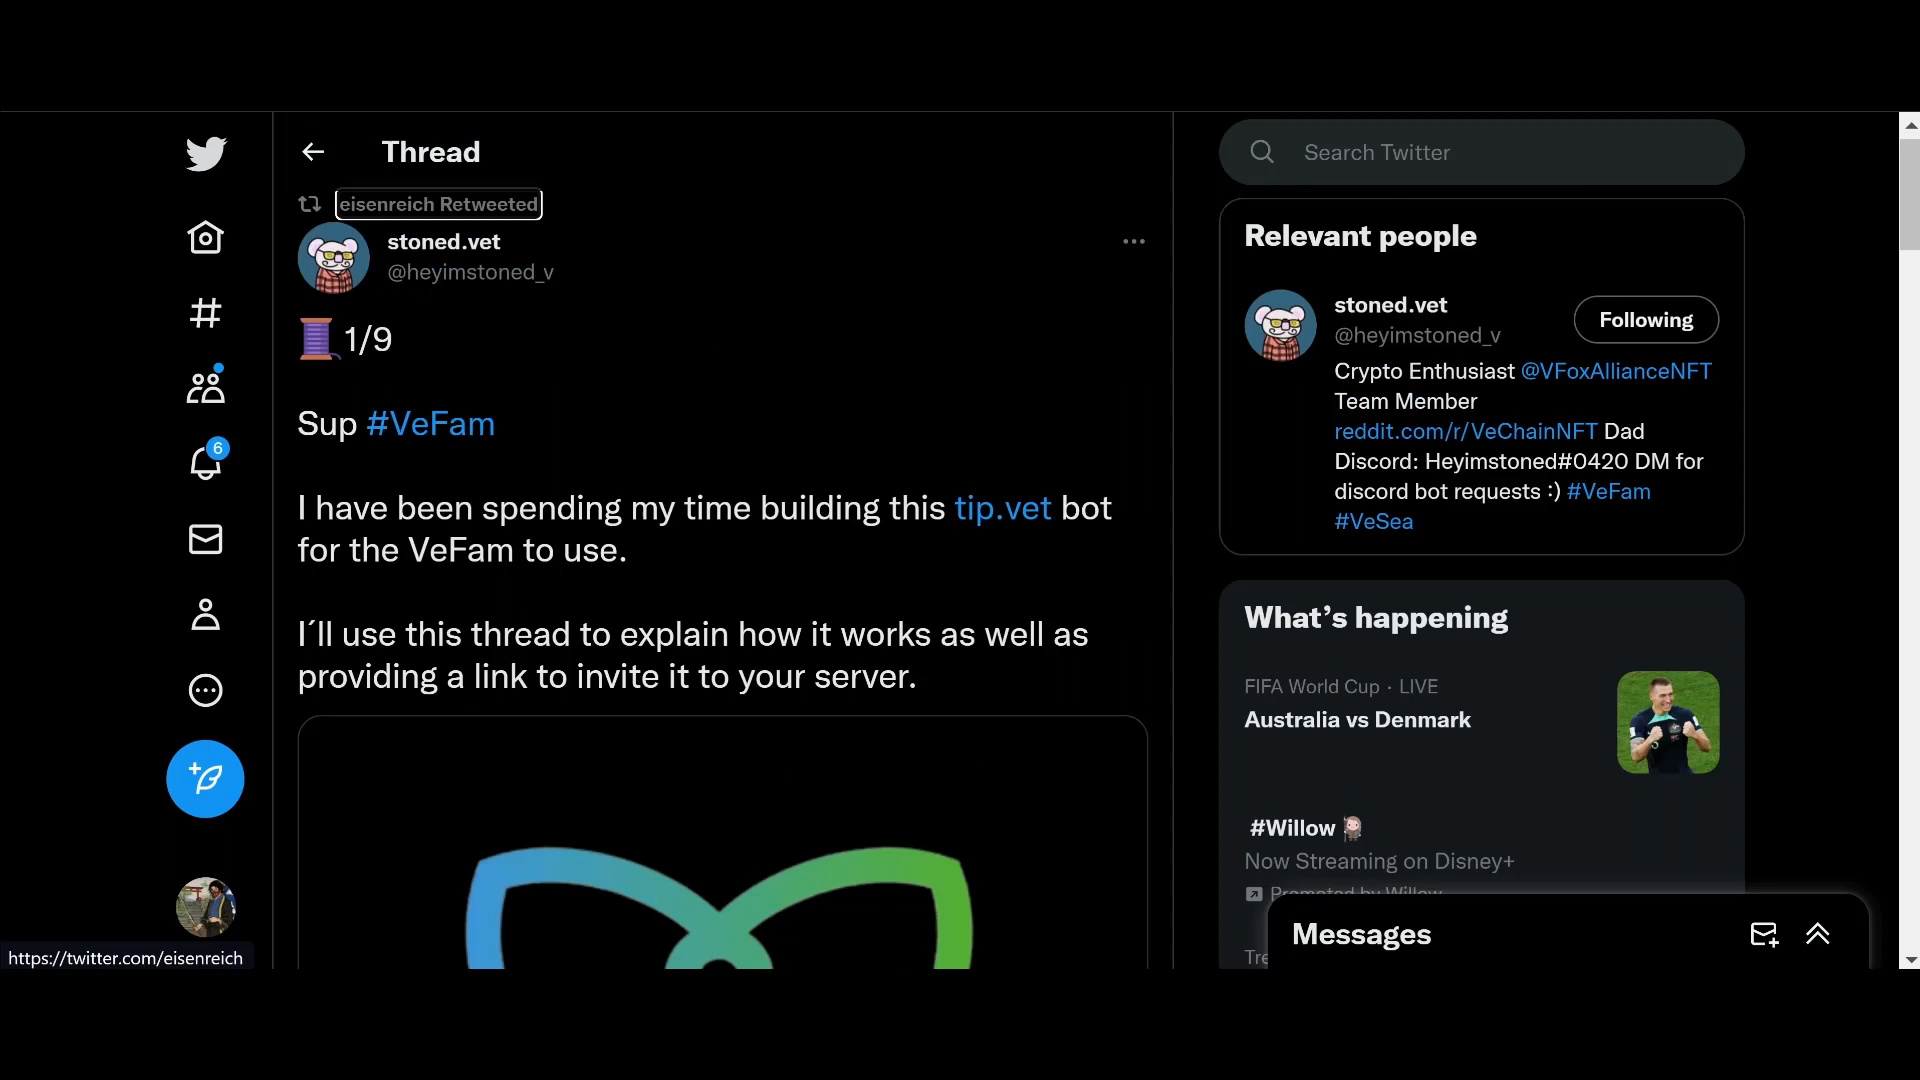 Thread
eisenreich Retweeted
stoned.vet
@heyimstoned_v
1/9
Sup #VeFam
I have been spending my time building this tip.vet bot
for the VeFam to use.
I´ll use this thread to explain how it works as well as
providing a link to invite it to your server.
6
https://twitter.com/eisenreich
Search Twitter
Relevant people
stoned.vet
@heyimstoned_v
Following
Crypto Enthusiast @VFoxAllianceNFT
Team Member
reddit.com/r/VeChainNFT Dad
Discord: Heyimstoned#0420 DM for
discord bot requests :) #VeFam
#VeSea
What’s happening
FIFA World Cup · LIVE
Australia vs Denmark
#Willow
Now Streaming on Disney+
Promoted by Willow
Messages